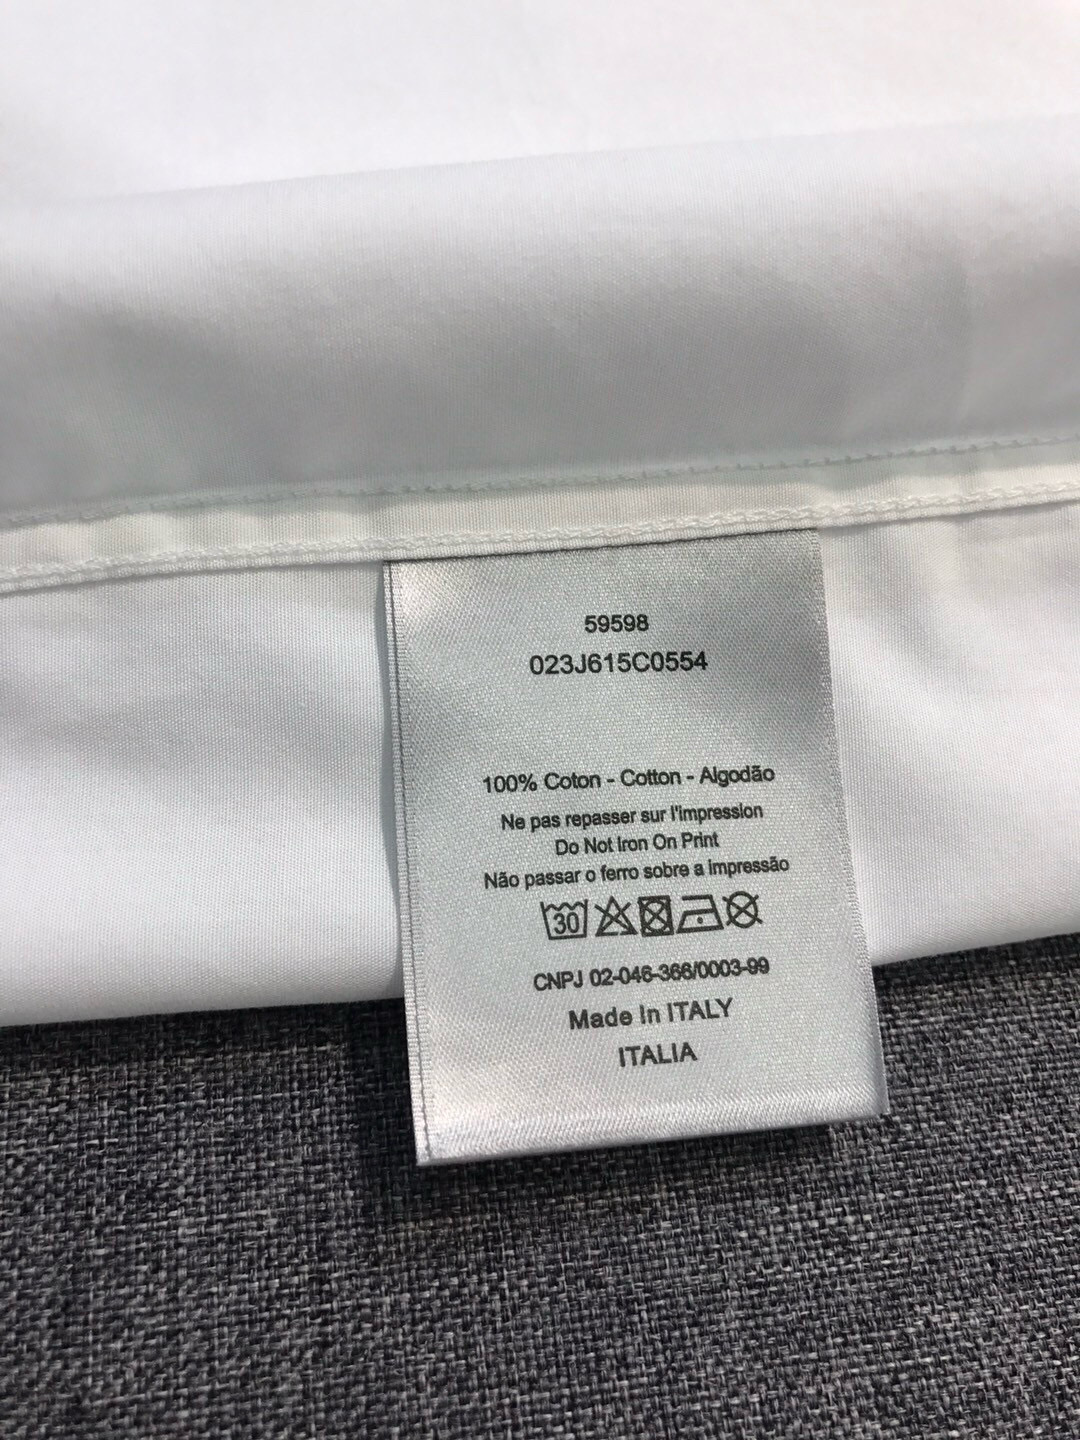 59598
023J615C0554
100% Coton - Cotton - Algodão
Ne pas repasser sur l'impression
Do Not Iron On Print
Não passar o ferro sobre a impressão
30
CNPJ 02-046-366/0003-99
Made In ITALY
ITALIA